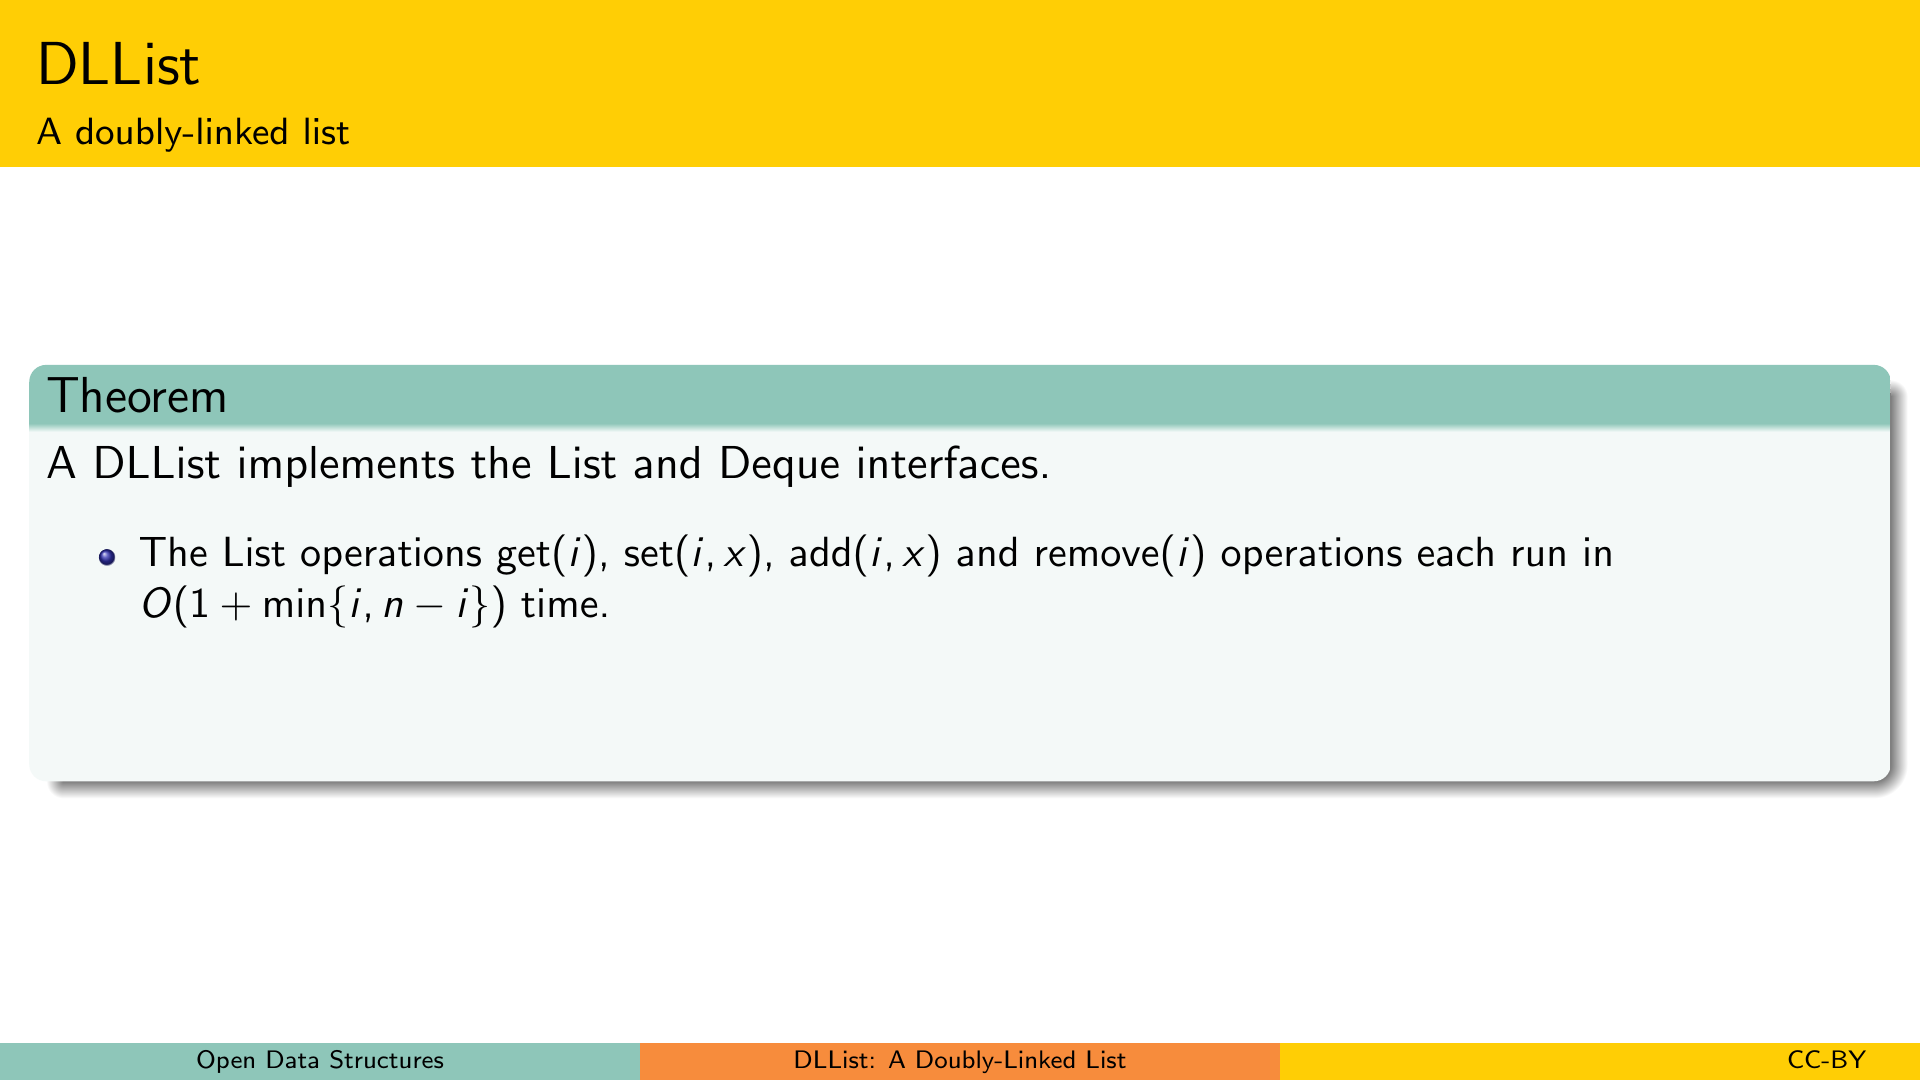 DLList
A doubly-linked list
Theorem
A DLList implements the List and Deque interfaces.
The List operations get(i), set(i, x), add(i, x) and remove(i) operations each run in
O(1 + min{i, n − i}) time.
Open Data Structures
DLList: A Doubly-Linked List
CC-BY